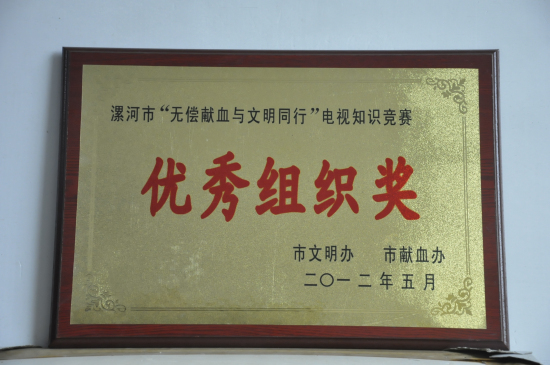 漯河市“无偿献血与文明同行”电视知识竞赛
优秀组织奖
市文明办 市献血办
二〇一二年五月